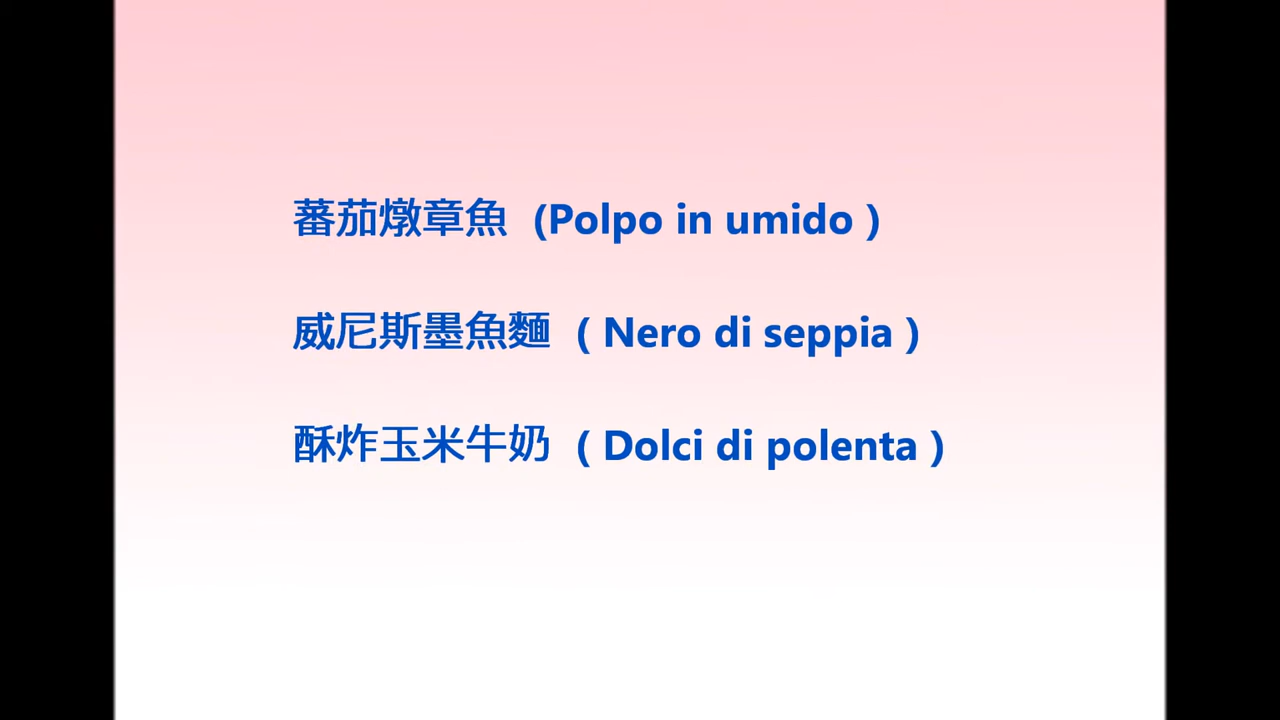 蕃茄燉章魚 (Polpo in umido )
威尼斯墨魚麵 ( Nero di seppia )
酥炸玉米牛奶 ( Dolci di polenta )